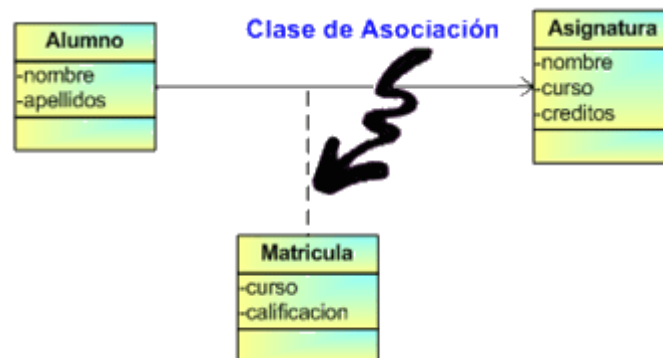 Clase de Asociación
Alumno
-nombre
-apellidos
Asignatura
-nombre
-curso
-creditos
Matricula
-curso
-calificacion